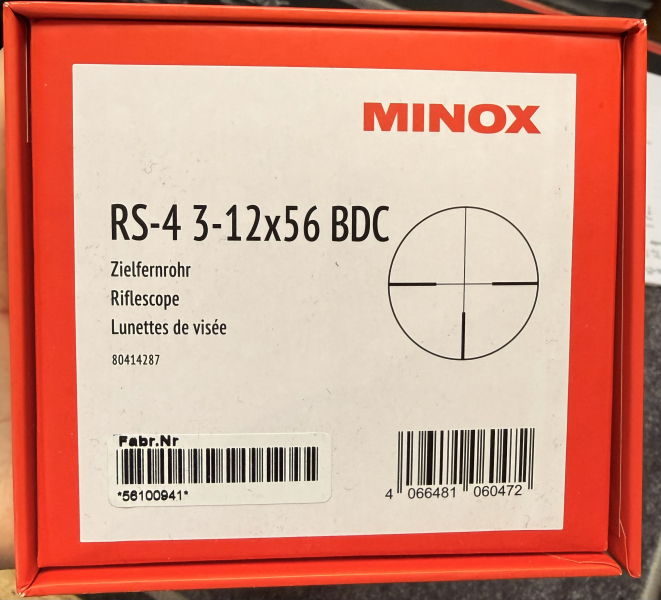 MINOX
RS-4 3-12x56 BDC
Zielfernrohr
Riflescope
Lunettes de visée
80414287
Fabr.Nr
*56100941*
4 066481 060472